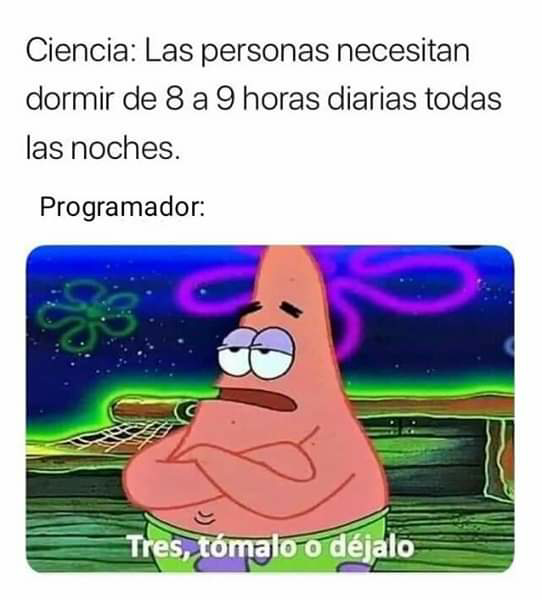 Ciencia: Las personas necesitan
dormir de 8 a 9 horas diarias todas
las noches.
Programador:
Tres, tómalo o déjalo